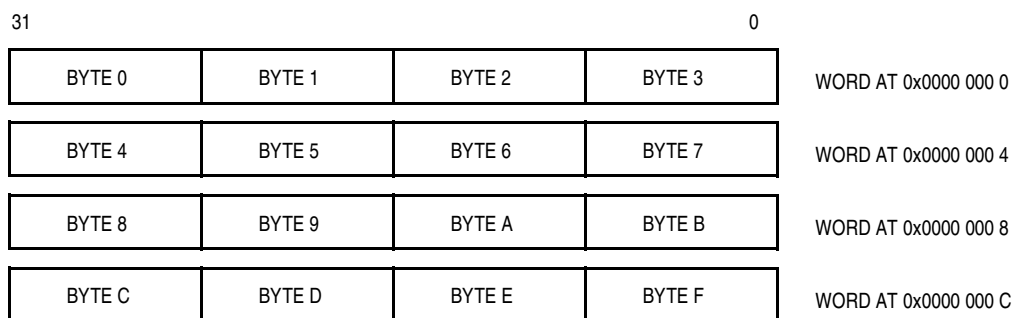 31 0
BYTE 0 BYTE 1 BYTE 2 BYTE 3 WORD AT 0x0000 000 0
BYTE 4 BYTE 5 BYTE 6 BYTE 7 WORD AT 0x0000 000 4
BYTE 8 BYTE 9 BYTE A BYTE B WORD AT 0x0000 000 8
BYTE C BYTE D BYTE E BYTE F WORD AT 0x0000 000 C